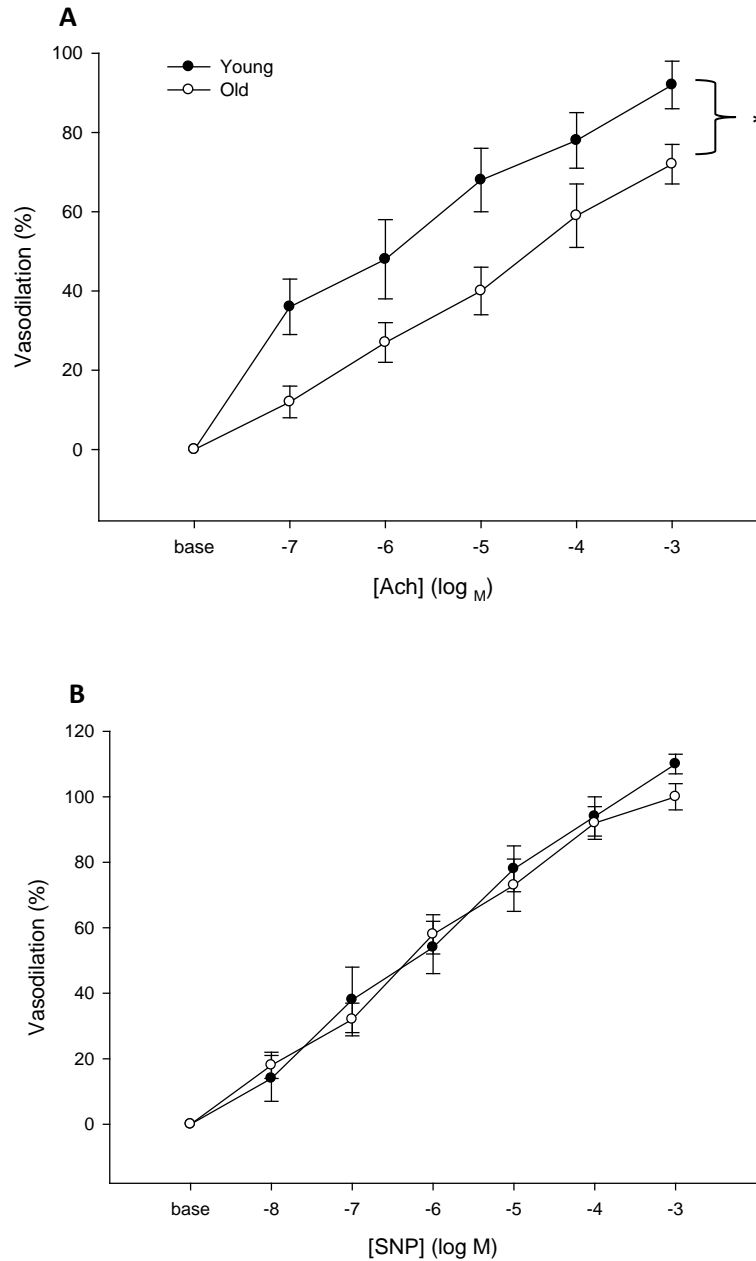 A
100
80
60
40
20
0
Vasodilation (%)
Young
Old
*
base -7 -6 -5 -4 -3
[Ach] (log M)
B
120
100
80
60
40
20
0
Vasodilation (%)
base -8 -7 -6 -5 -4 -3
[SNP] (log M)